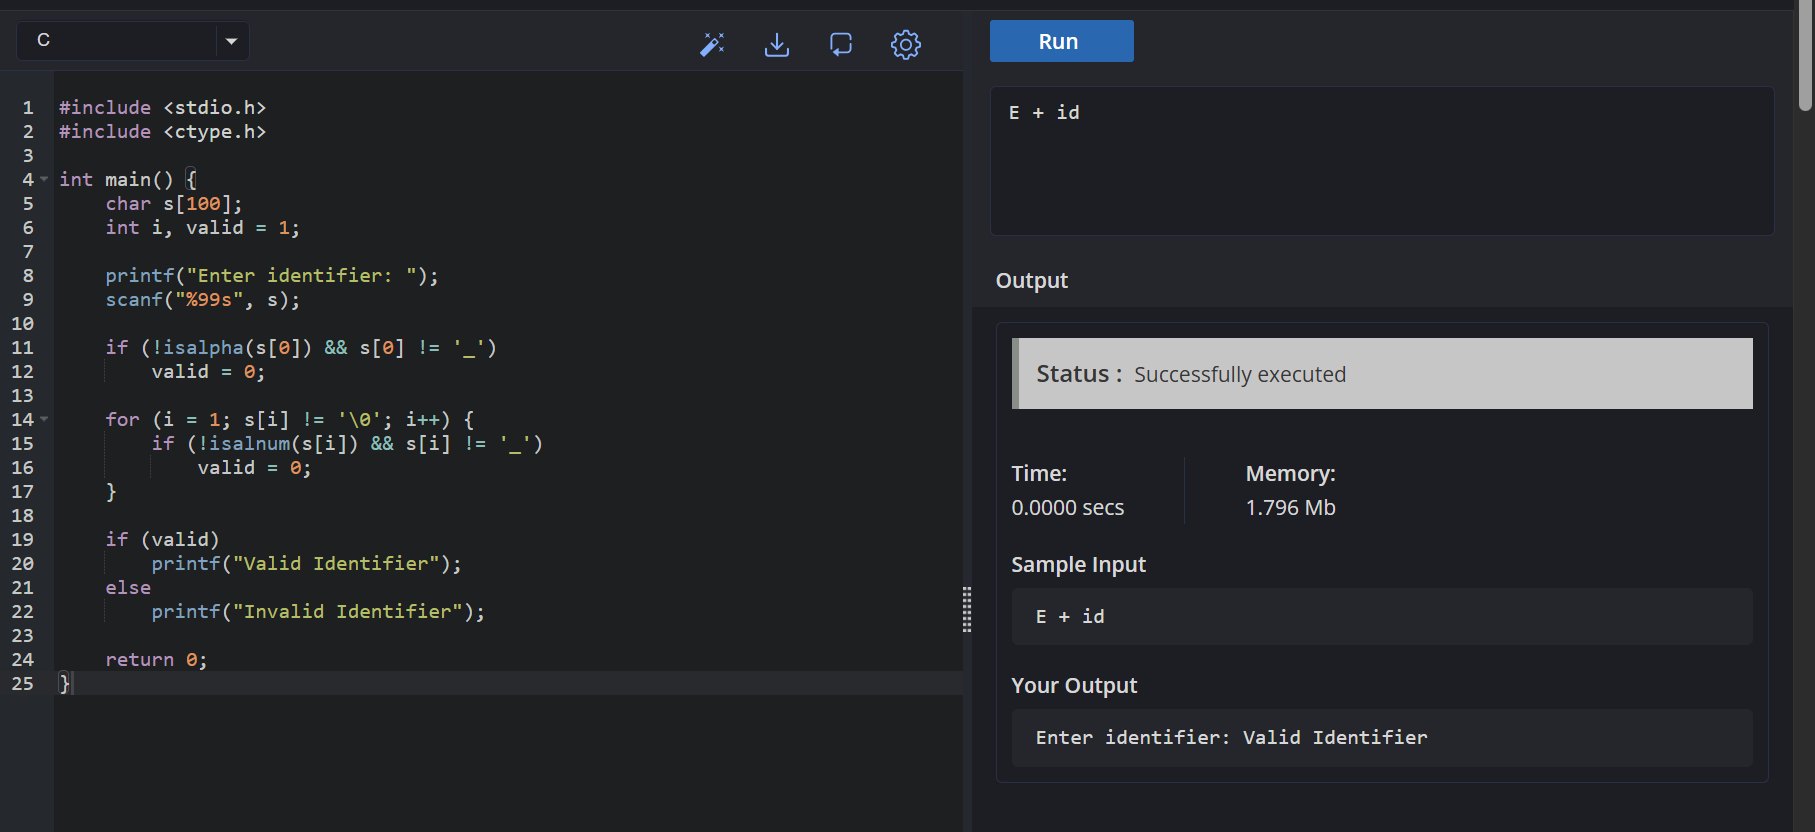 C
1 #include <stdio.h>
2 #include <ctype.h>
3
4 int main() {
5     char s[100];
6     int i, valid = 1;
7
8     printf("Enter identifier: ");
9     scanf("%99s", s);
10
11     if (!isalpha(s[0]) && s[0] != '_')
12         valid = 0;
13
14     for (i = 1; s[i] != '\0'; i++) {
15         if (!isalnum(s[i]) && s[i] != '_')
16             valid = 0;
17     }
18
19     if (valid)
20         printf("Valid Identifier");
21     else
22         printf("Invalid Identifier");
23
24     return 0;
25 }
Run
E + id
Output
Status : Successfully executed
Time: Memory:
0.0000 secs 1.796 Mb
Sample Input
E + id
Your Output
Enter identifier: Valid Identifier